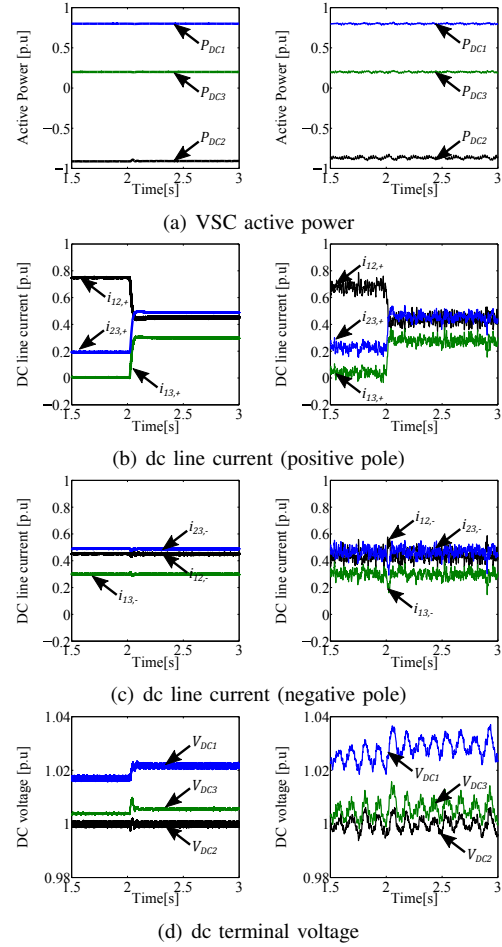 1
0.5
0
−0.5
−1
Active Power [p.u]
P_DC1
P_DC3
P_DC2
1.5 2 2.5 3
Time[s]
1
0.5
0
−0.5
−1
Active Power [p.u]
P_DC1
P_DC3
P_DC2
1.5 2 2.5 3
Time[s]
(a) VSC active power
1
0.8
0.6
0.4
0.2
0
−0.2
DC line current [p.u]
i_12,+
i_23,+
i_13,+
1.5 2 2.5 3
Time[s]
1
0.8
0.6
0.4
0.2
0
−0.2
DC line current [p.u]
i_12,+
i_23,+
i_13,+
1.5 2 2.5 3
Time[s]
(b) dc line current (positive pole)
1
0.8
0.6
0.4
0.2
0
−0.2
DC line current [p.u]
i_23,-
i_12,-
i_13,-
1.5 2 2.5 3
Time[s]
1
0.8
0.6
0.4
0.2
0
−0.2
DC line current [p.u]
i_12,-
i_23,-
i_13,-
1.5 2 2.5 3
Time[s]
(c) dc line current (negative pole)
1.04
1.02
1
0.98
DC voltage [p.u]
V_DC1
V_DC3
V_DC2
1.5 2 2.5 3
Time[s]
1.04
1.02
1
0.98
DC voltage [p.u]
V_DC1
V_DC3
V_DC2
1.5 2 2.5 3
Time[s]
(d) dc terminal voltage